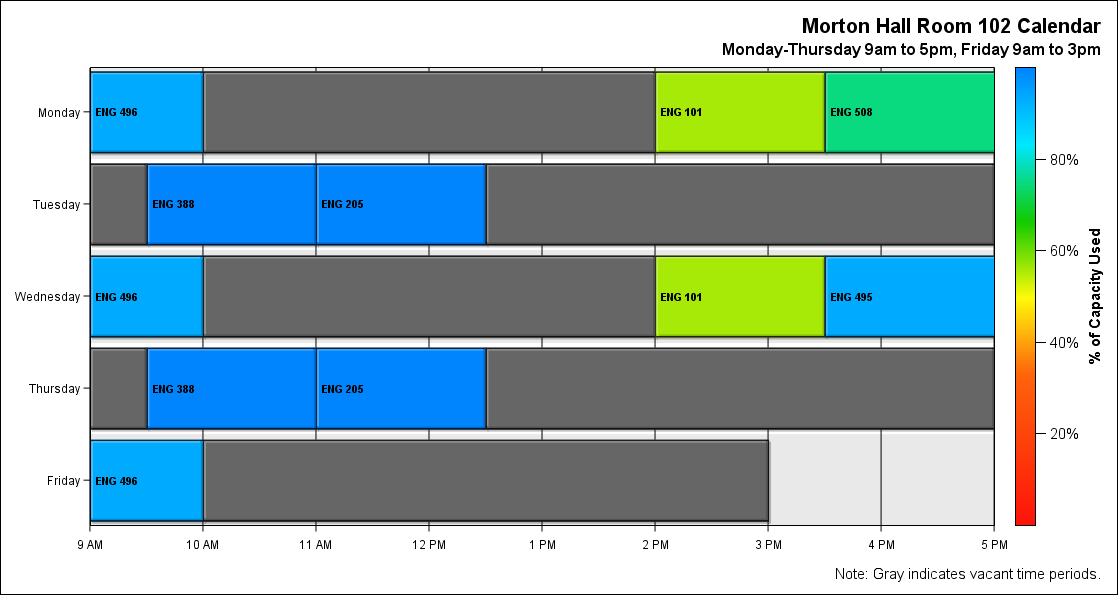 Morton Hall Room 102 Calendar
Monday-Thursday 9am to 5pm, Friday 9am to 3pm
Monday
ENG 496
ENG 101
ENG 508
Tuesday
ENG 388
ENG 205
Wednesday
ENG 496
ENG 101
ENG 495
Thursday
ENG 388
ENG 205
Friday
ENG 496
9 AM
10 AM
11 AM
12 PM
1 PM
2 PM
3 PM
4 PM
5 PM
80%
60%
40%
20%
% of Capacity Used
Note: Gray indicates vacant time periods.